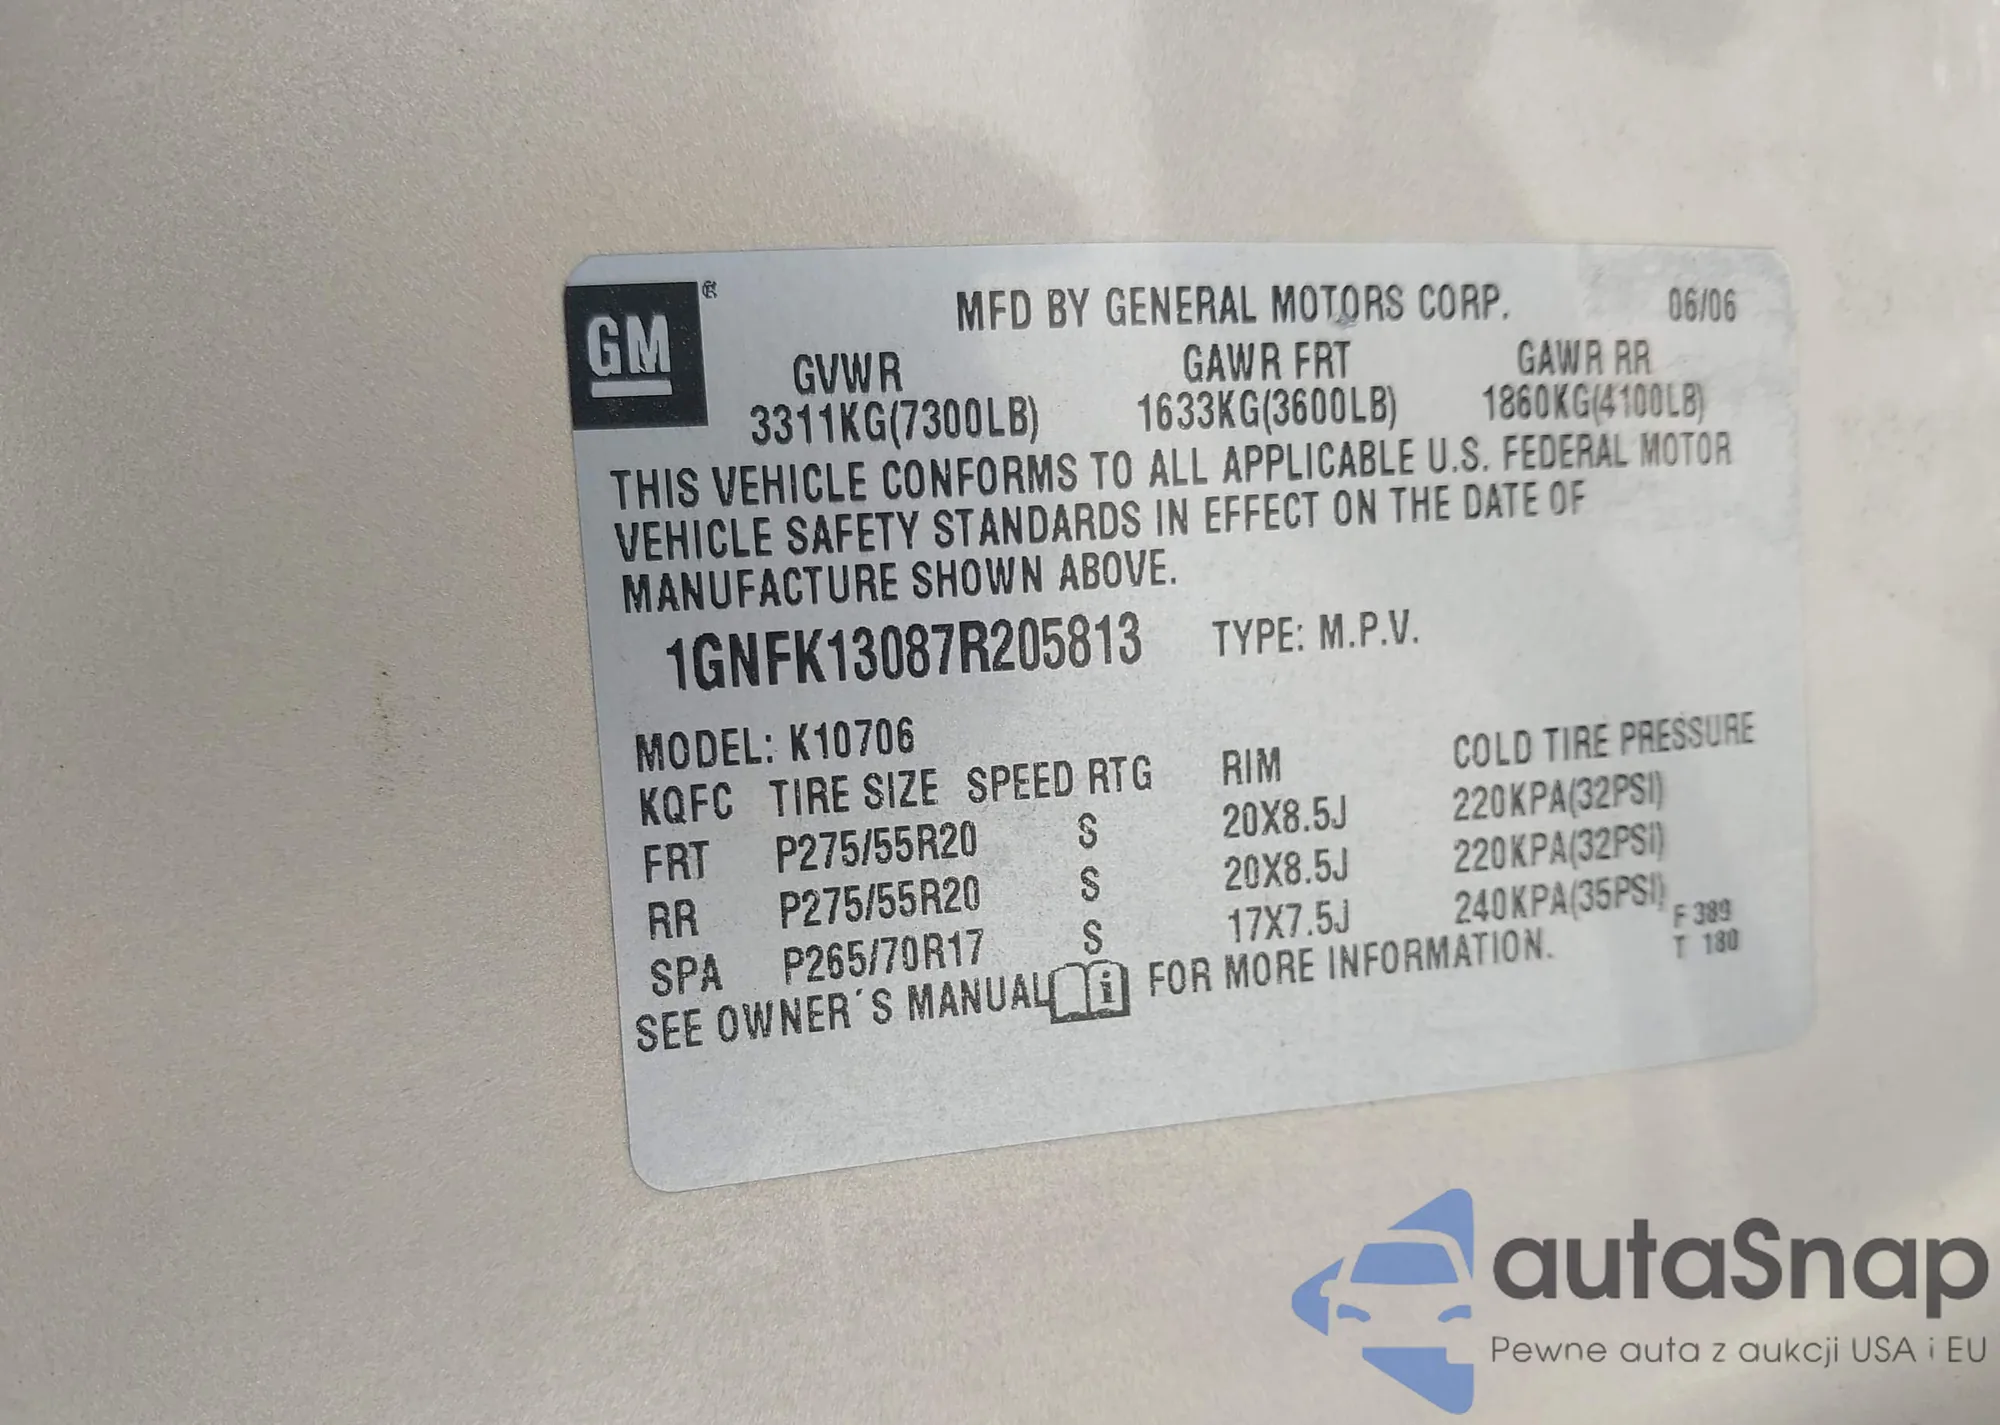 GM ®
MFD BY GENERAL MOTORS CORP. 06/06
GVWR GAWR FRT GAWR RR
3311KG(7300LB) 1633KG(3600LB) 1860KG(4100LB)
THIS VEHICLE CONFORMS TO ALL APPLICABLE U.S. FEDERAL MOTOR
VEHICLE SAFETY STANDARDS IN EFFECT ON THE DATE OF
MANUFACTURE SHOWN ABOVE.
1GNFK13087R205813 TYPE: M.P.V.
MODEL: K10706
KQFC TIRE SIZE SPEED RTG RIM COLD TIRE PRESSURE
FRT P275/55R20 S 20X8.5J 220KPA(32PSI)
RR P275/55R20 S 20X8.5J 220KPA(32PSI)
SPA P265/70R17 S 17X7.5J 240KPA(35PSI)
F 389
T 180
SEE OWNER´S MANUAL i FOR MORE INFORMATION.
autaSnap
Pewne auta z aukcji USA i EU